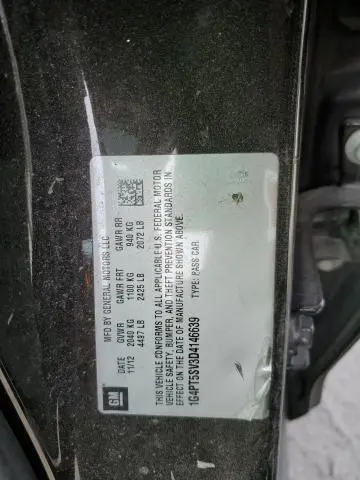 MFD BY GENERAL MOTORS LLC
DATE GVWR GAWR FRT GAWR RR
11/12 2040 KG 1100 KG 940 KG
4497 LB 2425 LB 2072 LB
THIS VEHICLE CONFORMS TO ALL APPLICABLE U.S. FEDERAL MOTOR
VEHICLE SAFETY, BUMPER, AND THEFT PREVENTION STANDARDS IN
EFFECT ON THE DATE OF MANUFACTURE SHOWN ABOVE.
1G4PT5SV3D4146639 TYPE: PASS CAR
GM